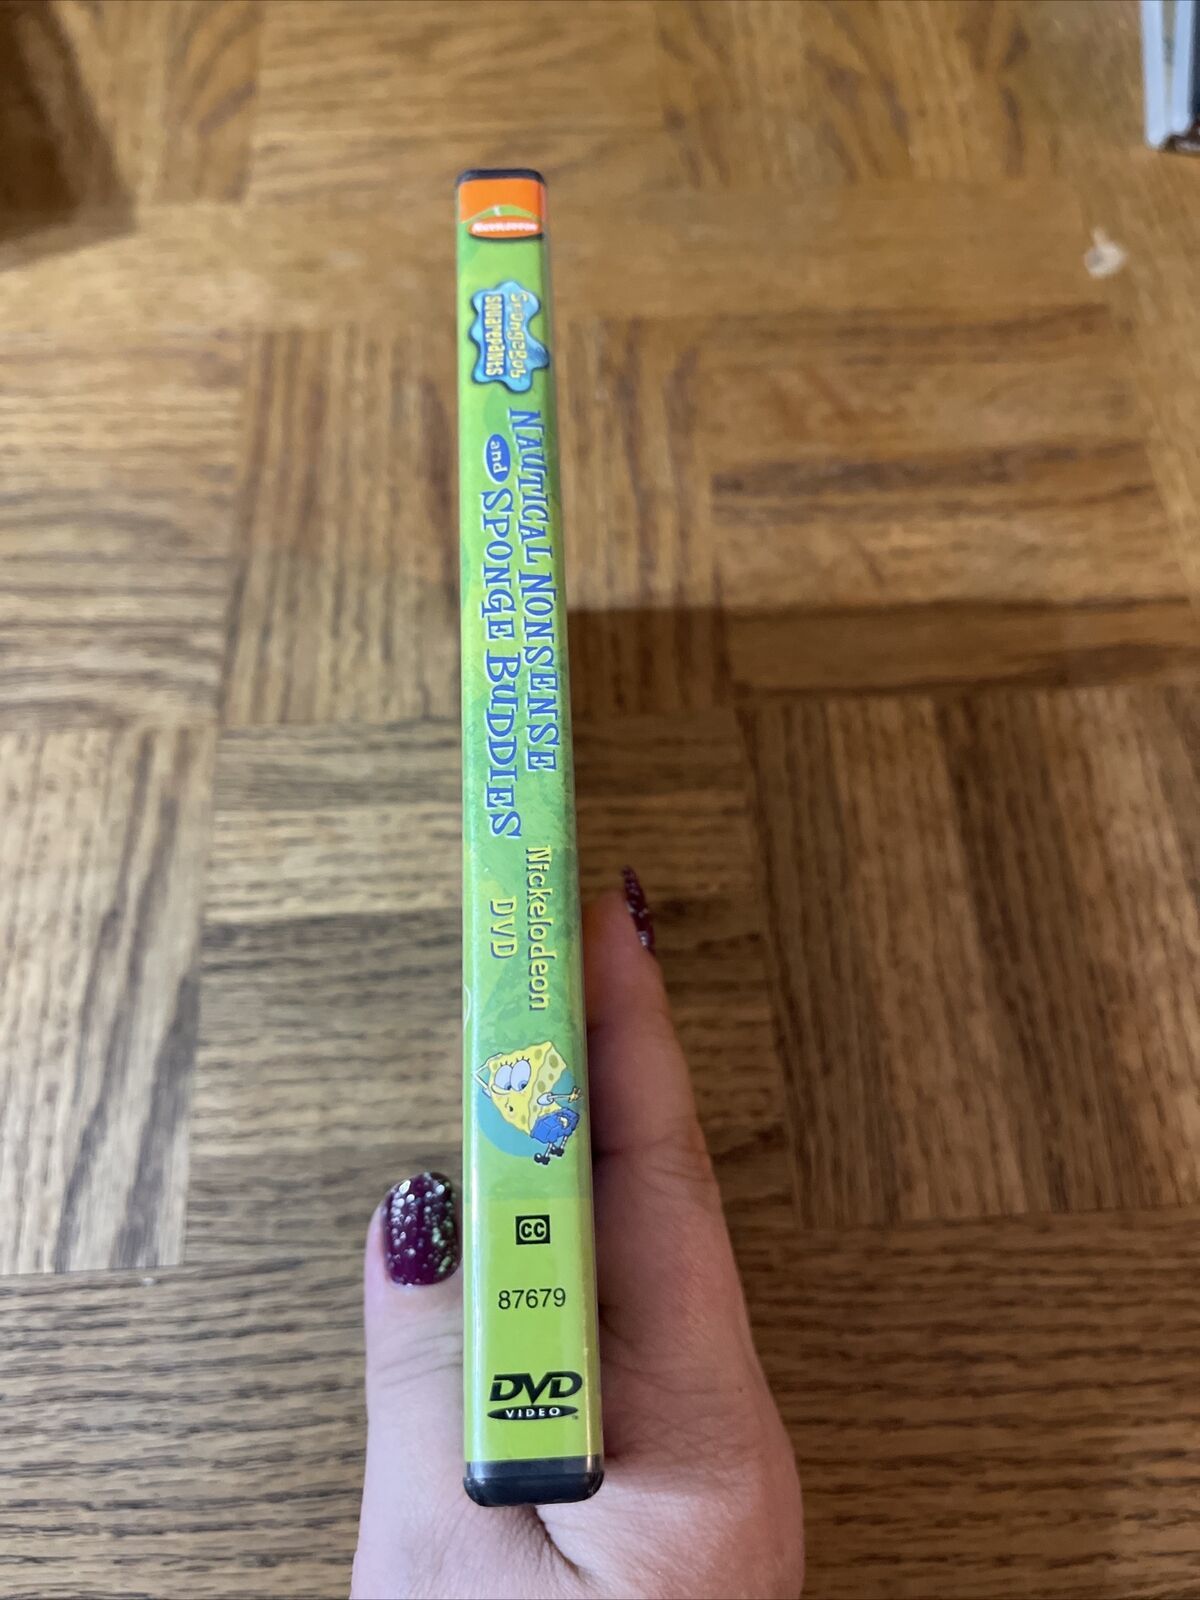 NICKELODEON
SpongeBob
SquarePants
NAUTICAL NONSENSE
and SPONGE BUDDIES
Nickelodeon
DVD
CC
87679
DVD
VIDEO